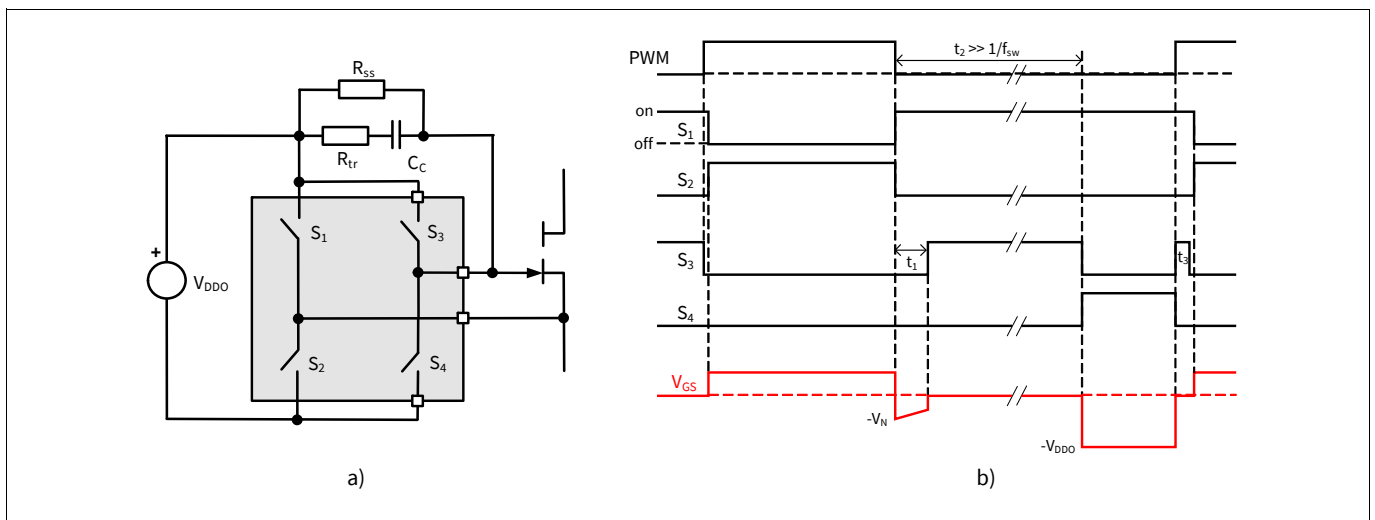 R_ss
R_tr
C_C
S_1
S_3
+
V_DDO
S_2
S_4
a)
PWM
t_2 >> 1/f_sw
on
S_1
off
S_2
S_3
t_1
t_3
S_4
V_GS
-V_N
-V_DDO
b)